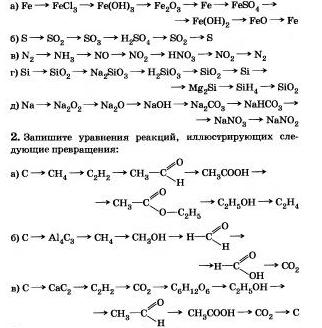 а) Fe → FeCl₃ → Fe(OH)₃ → Fe₂O₃ → Fe → FeSO₄ →
→ Fe(OH)₂ → FeO → Fe
б) S → SO₂ → SO₃ → H₂SO₄ → SO₂ → S
в) N₂ → NH₃ → NO → NO₂ → HNO₃ → NO₂ → N₂
г) Si → SiO₂ → Na₂SiO₃ → H₂SiO₃ → SiO₂ → Si →
→ Mg₂Si → SiH₄ → SiO₂
д) Na → Na₂O₂ → Na₂O → NaOH → Na₂CO₃ → NaHCO₃ →
→ NaNO₃ → NaNO₂
2. Запишите уравнения реакций, иллюстрирующих сле-
дующие превращения:
а) C → CH₄ → C₂H₂ → CH₃–C(=O)–H → CH₃COOH →
→ CH₃–C(=O)–O–C₂H₅ → C₂H₅OH → C₂H₄
б) C → Al₄C₃ → CH₄ → CH₃OH → H–C(=O)–H →
→ H–C(=O)–OH → CO₂
в) C → CaC₂ → C₂H₂ → CO₂ → C₆H₁₂O₆ → C₂H₅OH →
→ CH₃–C(=O)–H → CH₃COOH → CO₂ → C